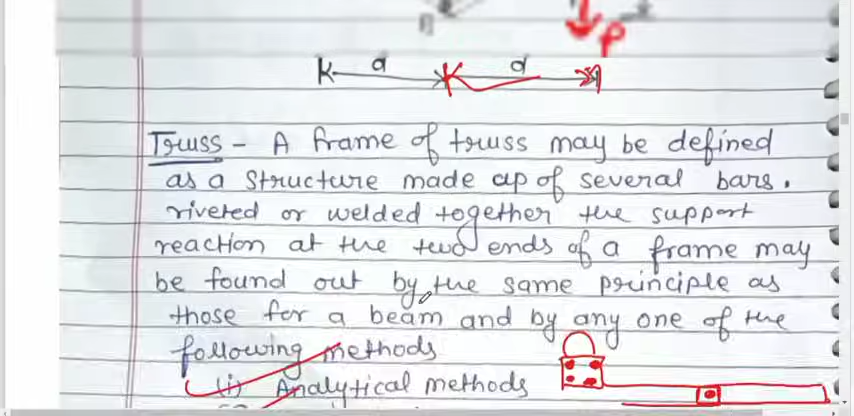 P
a d
Truss - A frame of truss may be defined
as a structure made up of several bars.
riveted or welded together the support
reaction at the two ends of a frame may
be found out by the same principle as
those for a beam and by any one of the
following methods
(i) Analytical methods